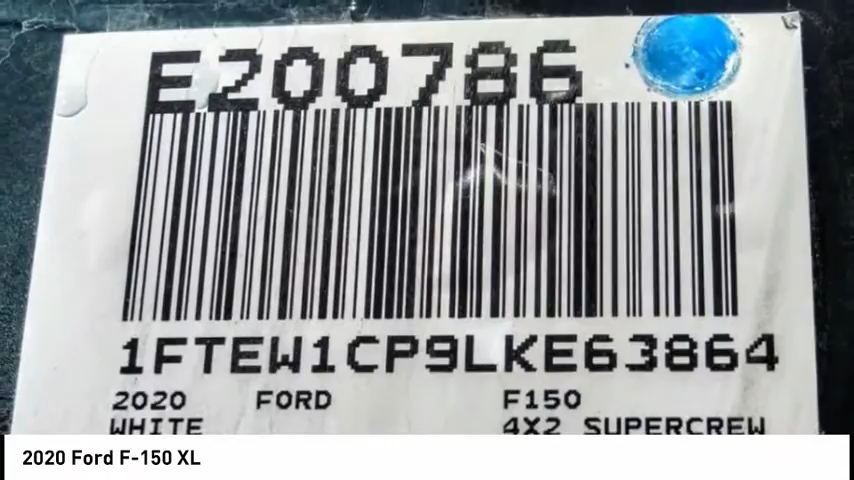 E200786
1FTEW1CP9LKE63864
2020 FORD F150
WHITE 4X2 SUPERCREW
2020 Ford F-150 XL